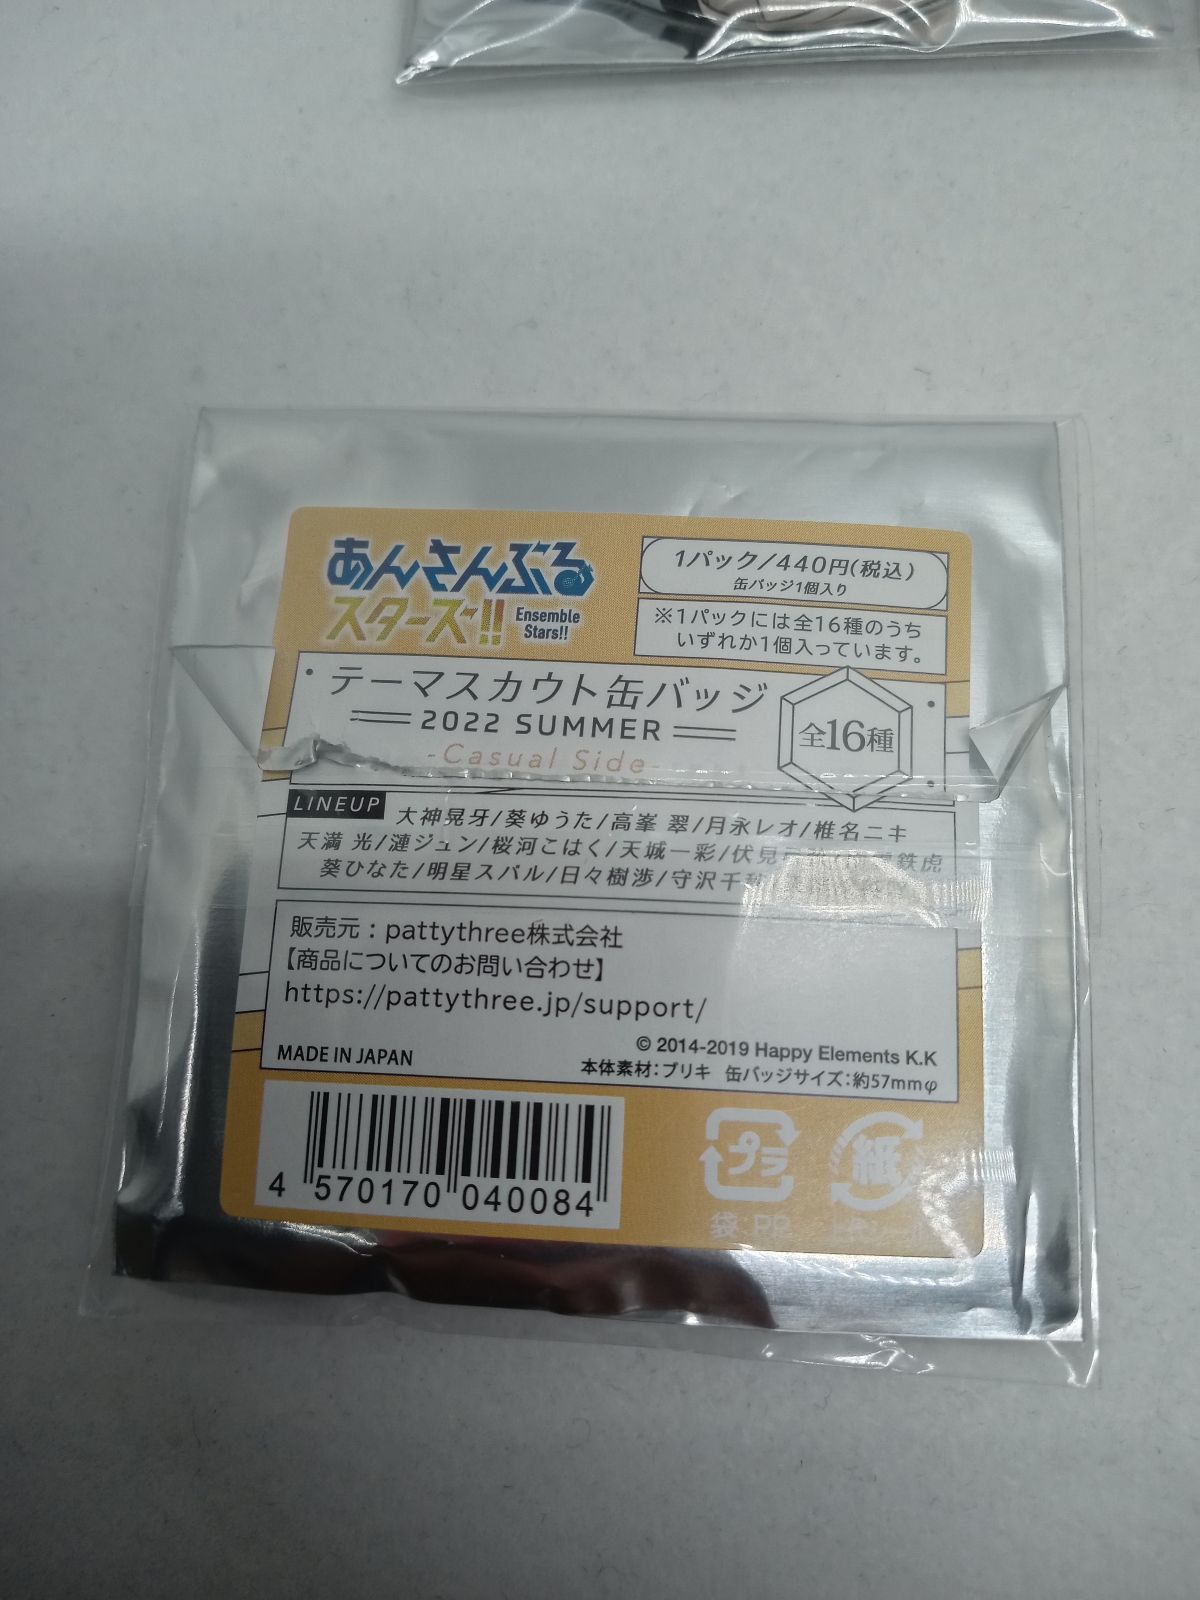 あんさんぶる
スターズ!!
Ensemble
Stars!!
1パック/440円(税込)
缶バッジ1個入り
※1パックには全16種のうち
いずれか1個入っています。
テーマスカウト缶バッジ
2022 SUMMER
-Casual Side-
全16種
LINEUP
大神晃牙/葵ゆうた/高峯 翠/月永レオ/椎名ニキ
天満 光/漣ジュン/桜河こはく/天城一彩/伏見 鉄虎
葵ひなた/明星スバル/日々樹渉/守沢千秋
販売元：pattythree株式会社
【商品についてのお問い合わせ】
https://pattythree.jp/support/
© 2014-2019 Happy Elements K.K
MADE IN JAPAN
本体素材：ブリキ 缶バッジサイズ：約57mmφ
4 570170 040084
プラ
紙
袋：PP